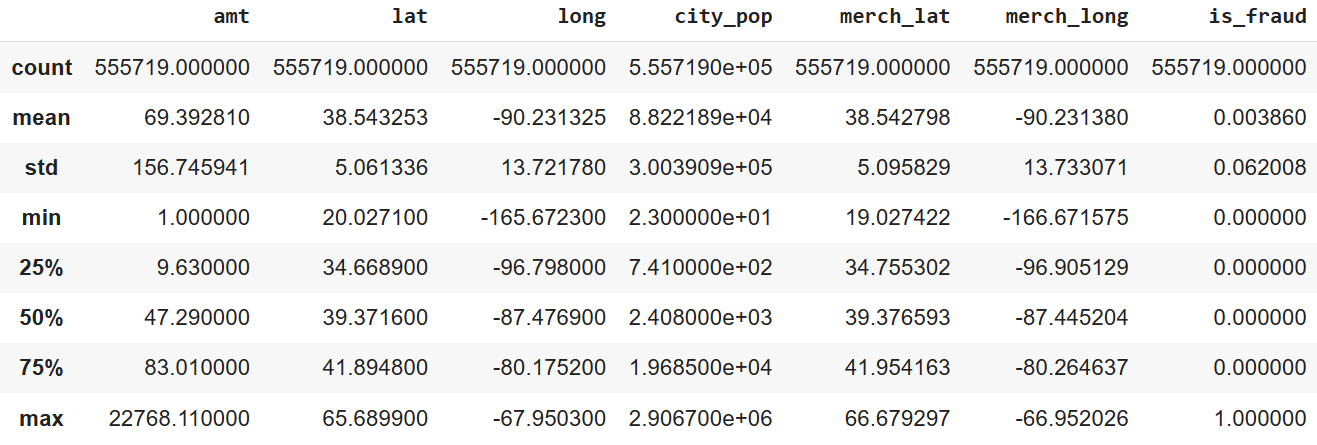 amt lat long city_pop merch_lat merch_long is_fraud
count 555719.000000 555719.000000 555719.000000 5.557190e+05 555719.000000 555719.000000 555719.000000
mean 69.392810 38.543253 -90.231325 8.822189e+04 38.542798 -90.231380 0.003860
std 156.745941 5.061336 13.721780 3.003909e+05 5.095829 13.733071 0.062008
min 1.000000 20.027100 -165.672300 2.300000e+01 19.027422 -166.671575 0.000000
25% 9.630000 34.668900 -96.798000 7.410000e+02 34.755302 -96.905129 0.000000
50% 47.290000 39.371600 -87.476900 2.408000e+03 39.376593 -87.445204 0.000000
75% 83.010000 41.894800 -80.175200 1.968500e+04 41.954163 -80.264637 0.000000
max 22768.110000 65.689900 -67.950300 2.906700e+06 66.679297 -66.952026 1.000000